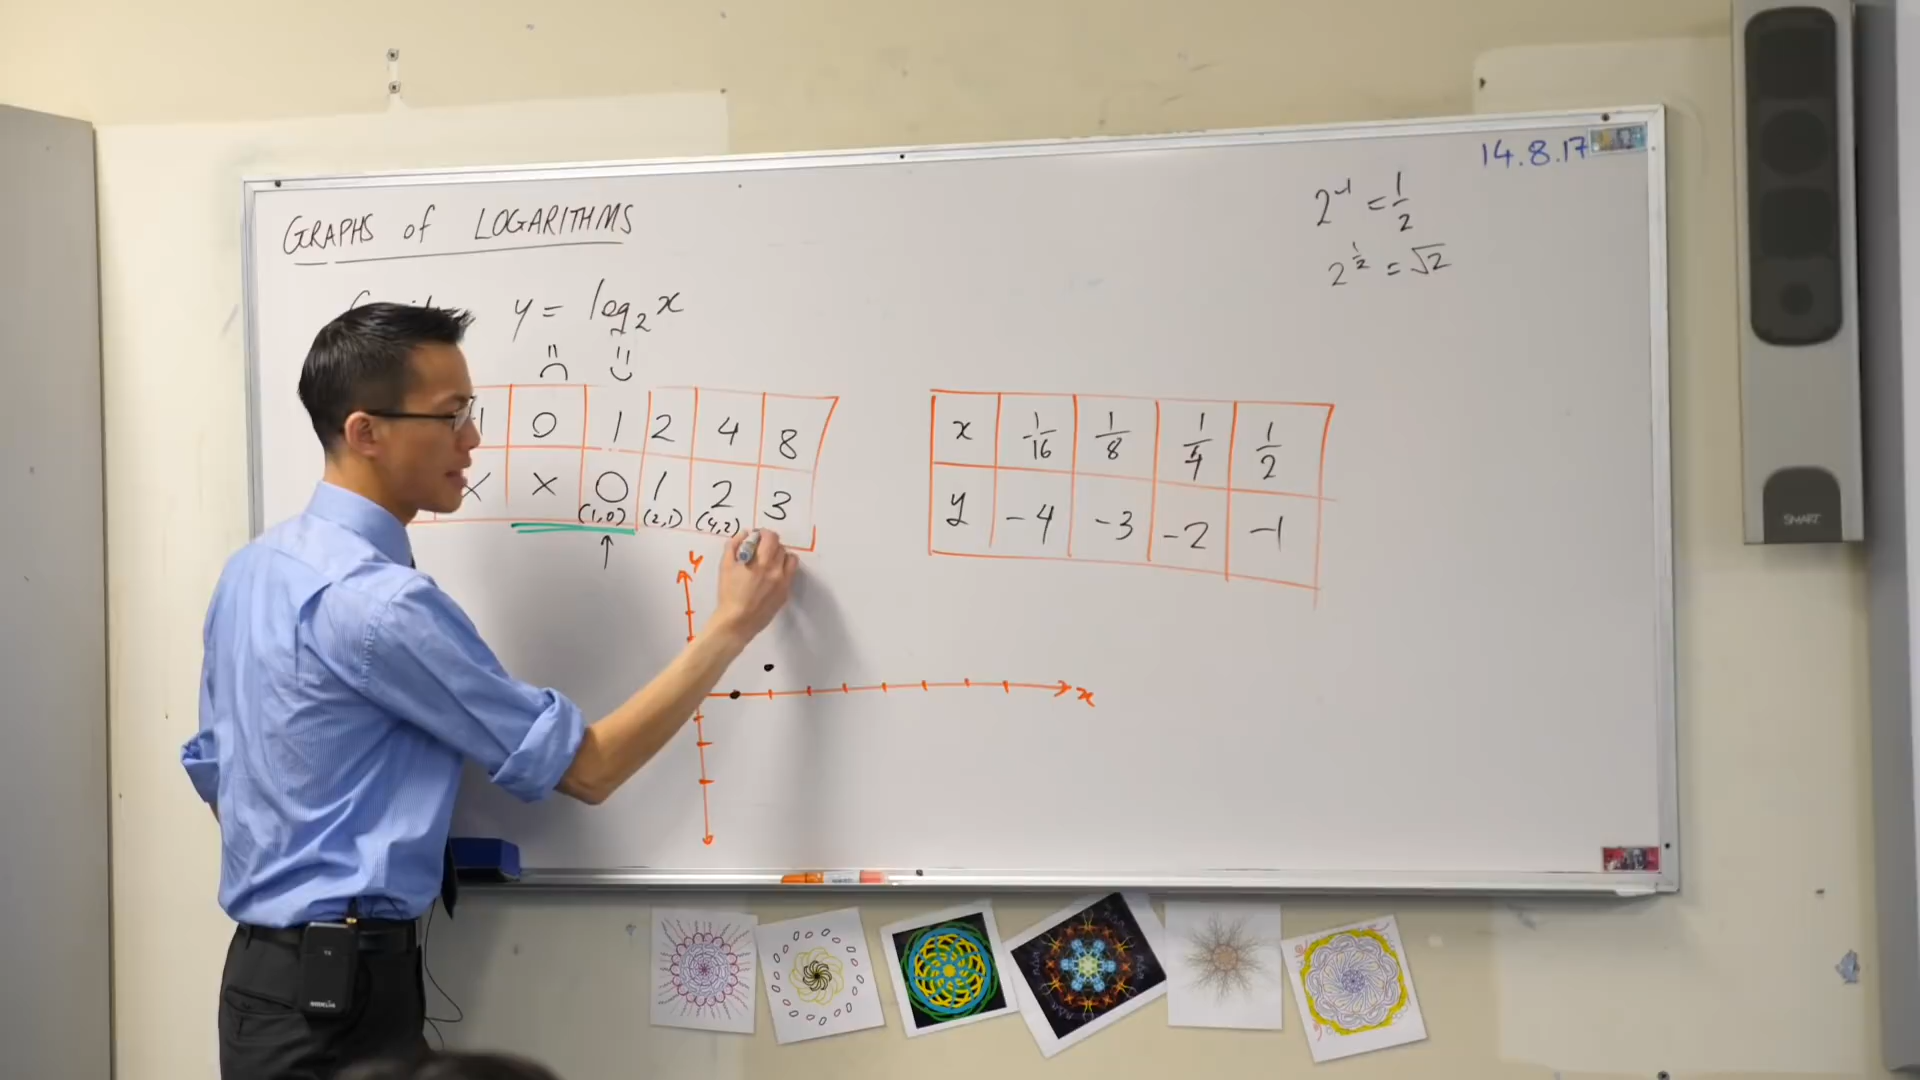 GRAPHS of LOGARITHMS
14.8.17
2⁻¹ = 1/2
2^(1/2) = √2
y = log₂x
1 0 1 2 4 8
× × 0 1 2 3
(1,0) (2,1) (4,2)
x 1/16 1/8 1/4 1/2
y -4 -3 -2 -1
y
x
SMART